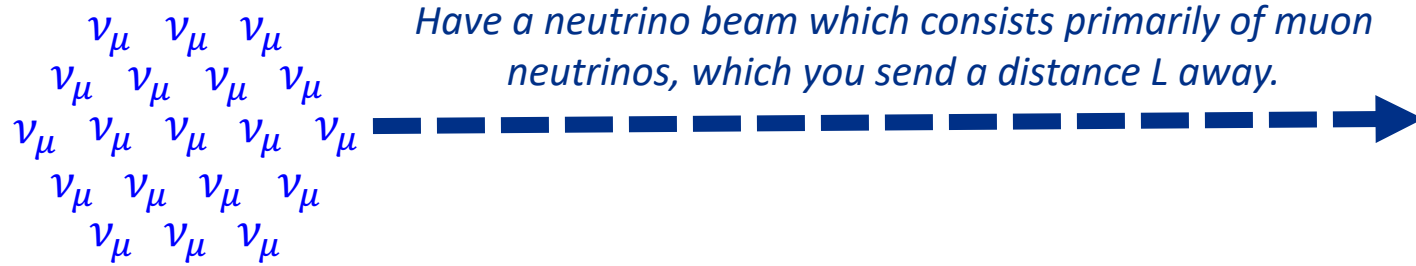 νμ νμ νμ
Have a neutrino beam which consists primarily of muon
neutrinos, which you send a distance L away.
νμ νμ νμ νμ
νμ νμ νμ νμ νμ
νμ νμ νμ νμ
νμ νμ νμ